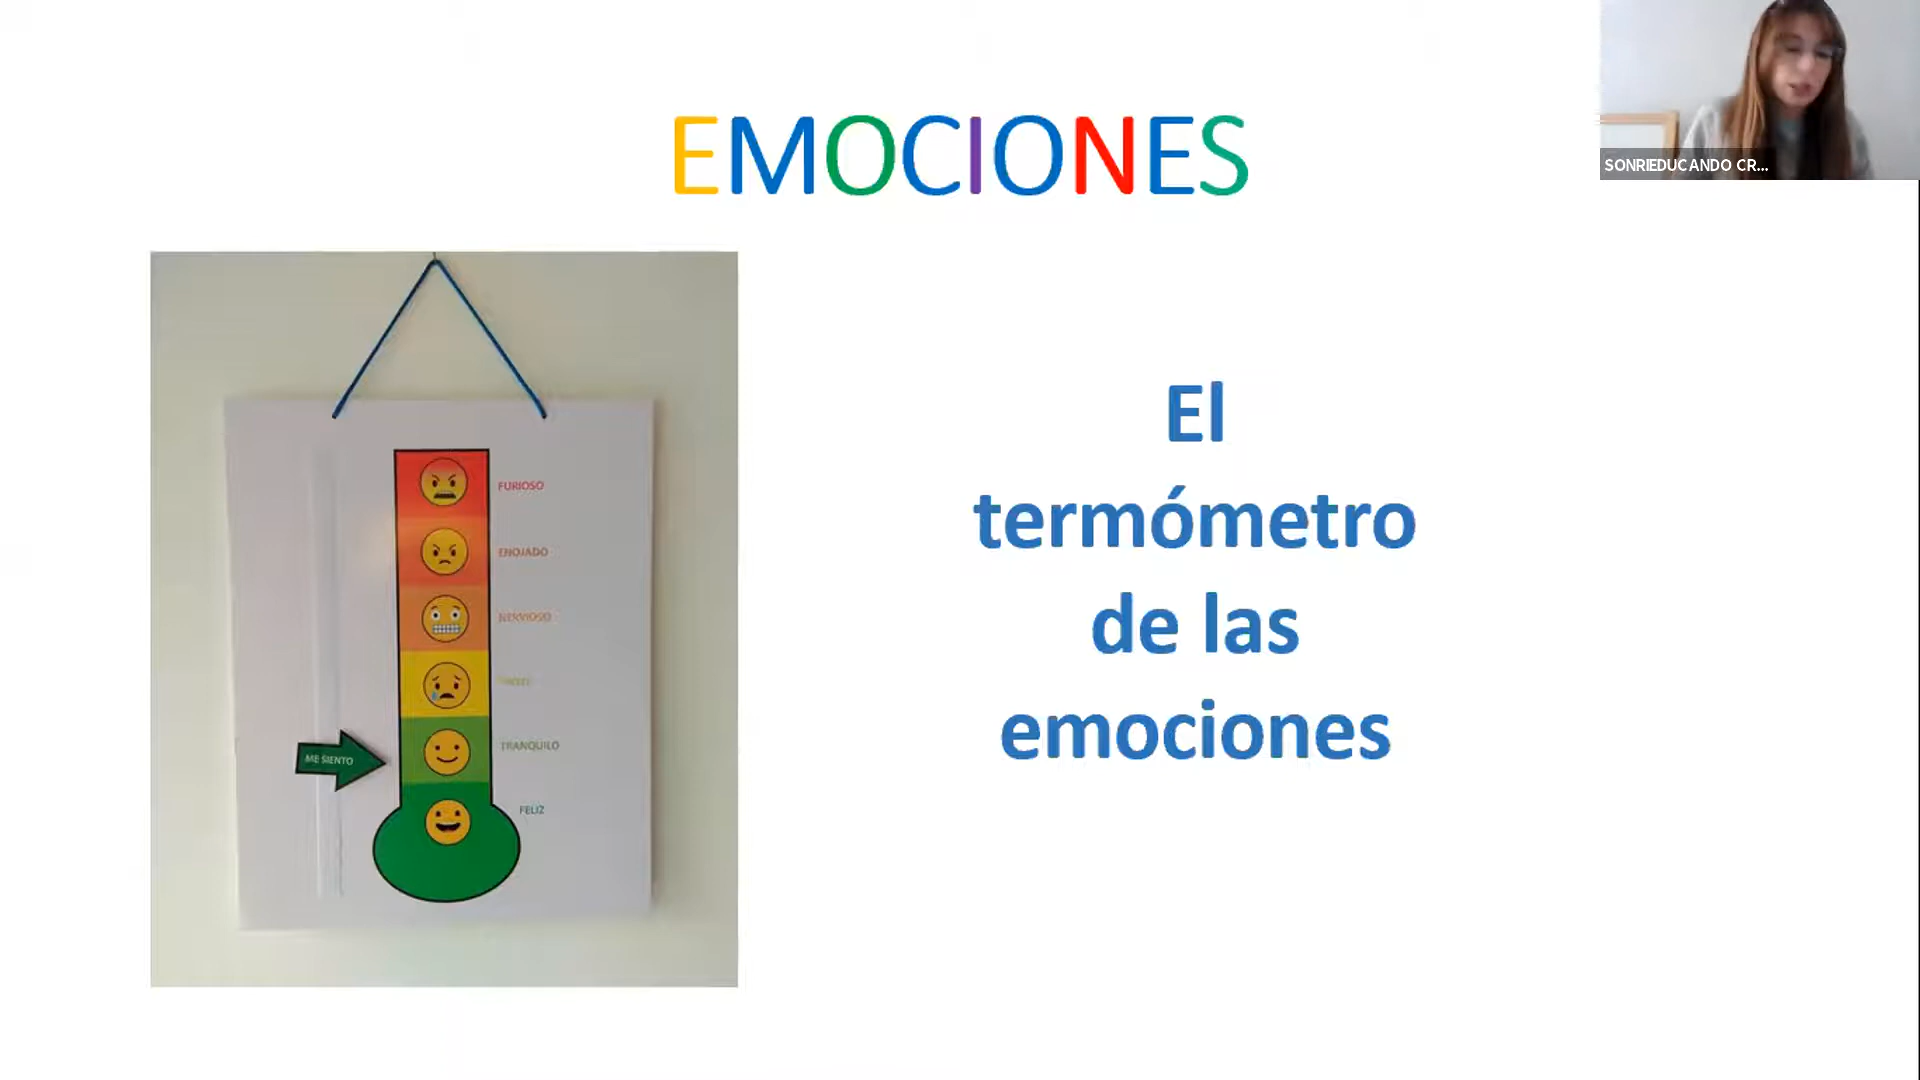 EMOCIONES
SONRIEDUCANDO CR...
El
termómetro
de las
emociones
FURIOSO
ENOJADO
NERVIOSO
TRANQUILO
ME SIENTO
FELIZ